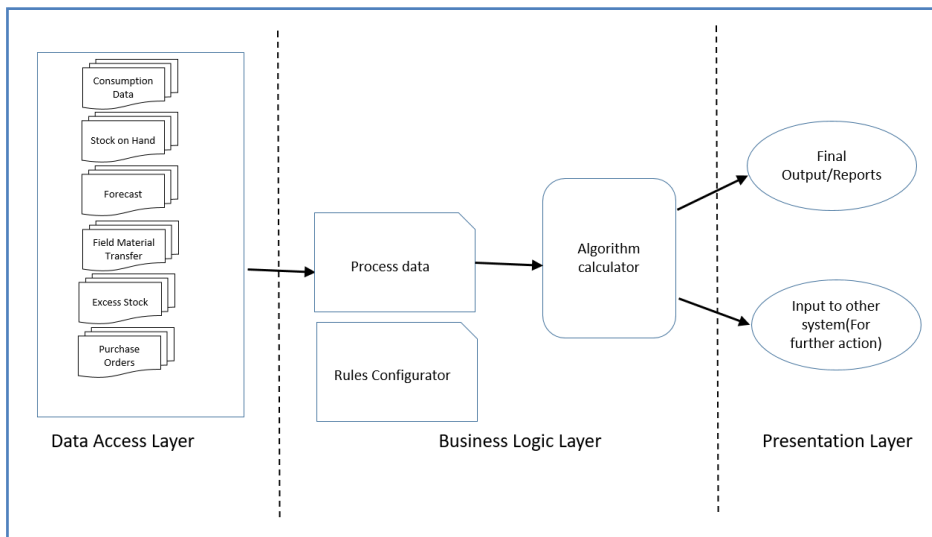 Consumption
Data
Stock on Hand
Forecast
Field Material
Transfer
Excess Stock
Purchase
Orders
Data Access Layer
Process data
Rules Configurator
Algorithm
calculator
Business Logic Layer
Final
Output/Reports
Input to other
system(For
further action)
Presentation Layer